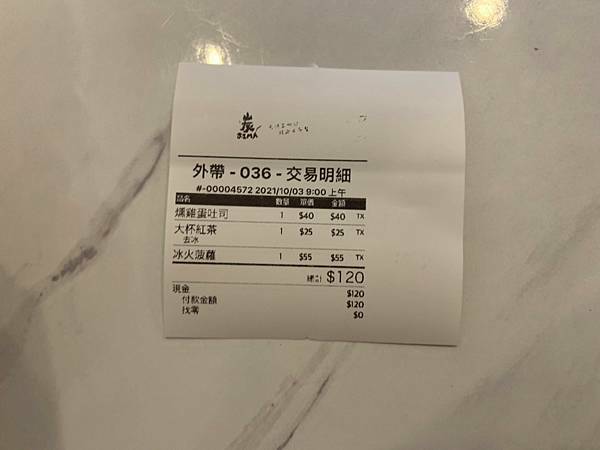 炭
外帶 - 036 - 交易明細
#-00004572 2021/10/03 9:00 上午
品名 數量 單價 金額
燻雞蛋吐司 1 $40 $40 TX
大杯紅茶 1 $25 $25 TX
去冰
冰火菠蘿 1 $55 $55 TX
總計 $120
現金 $120
付款金額 $120
找零 $0